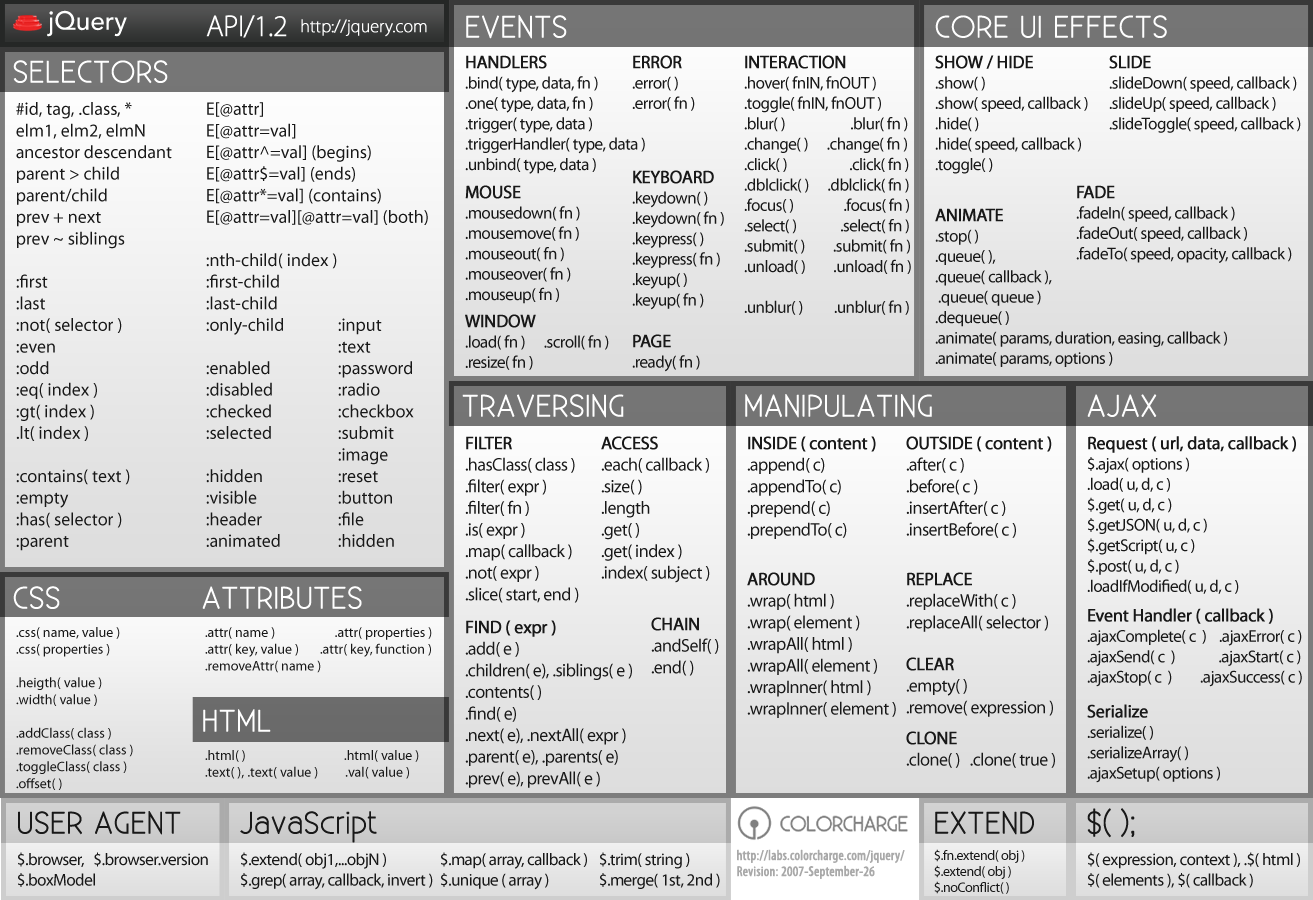 jQuery API/1.2 http://jquery.com
SELECTORS
#id, tag, .class, *
elm1, elm2, elmN
ancestor descendant
parent > child
parent/child
prev + next
prev ~ siblings
:first
:last
:not( selector )
:even
:odd
:eq( index )
:gt( index )
.lt( index )
:contains( text )
:empty
:has( selector )
:parent
E[@attr]
E[@attr=val]
E[@attr^=val] (begins)
E[@attr$=val] (ends)
E[@attr*=val] (contains)
E[@attr=val][@attr=val] (both)
:nth-child( index )
:first-child
:last-child
:only-child
:enabled
:disabled
:checked
:selected
:hidden
:visible
:header
:animated
:input
:text
:password
:radio
:checkbox
:submit
:image
:reset
:button
:file
:hidden
CSS
.css( name, value )
.css( properties )
.heigth( value )
.width( value )
.addClass( class )
.removeClass( class )
.toggleClass( class )
.offset( )
ATTRIBUTES
.attr( name ) .attr( properties )
.attr( key, value ) .attr( key, function )
.removeAttr( name )
HTML
.html( ) .html( value )
.text( ), .text( value ) .val( value )
EVENTS
HANDLERS
.bind( type, data, fn )
.one( type, data, fn )
.trigger( type, data )
.triggerHandler( type, data )
.unbind( type, data )
MOUSE
.mousedown( fn )
.mousemove( fn )
.mouseout( fn )
.mouseover( fn )
.mouseup( fn )
WINDOW
.load( fn ) .scroll( fn )
.resize( fn )
ERROR
.error( )
.error( fn )
KEYBOARD
.keydown( )
.keydown( fn )
.keypress( )
.keypress( fn )
.keyup( )
.keyup( fn )
PAGE
.ready( fn )
INTERACTION
.hover( fnIN, fnOUT )
.toggle( fnIN, fnOUT )
.blur( ) .blur( fn )
.change( ) .change( fn )
.click( ) .click( fn )
.dblclick( ) .dblclick( fn )
.focus( ) .focus( fn )
.select( ) .select( fn )
.submit( ) .submit( fn )
.unload( ) .unload( fn )
.unblur( ) .unblur( fn )
CORE UI EFFECTS
SHOW / HIDE
.show( )
.show( speed, callback )
.hide( )
.hide( speed, callback )
.toggle( )
SLIDE
.slideDown( speed, callback )
.slideUp( speed, callback )
.slideToggle( speed, callback )
ANIMATE
.stop( )
.queue( ),
.queue( callback ),
.queue( queue )
.dequeue( )
.animate( params, duration, easing, callback )
.animate( params, options )
FADE
.fadeIn( speed, callback )
.fadeOut( speed, callback )
.fadeTo( speed, opacity, callback )
TRAVERSING
FILTER
.hasClass( class )
.filter( expr )
.filter( fn )
.is( expr )
.map( callback )
.not( expr )
.slice( start, end )
ACCESS
.each( callback )
.size( )
.length
.get( )
.get( index )
.index( subject )
FIND ( expr )
.add( e )
.children( e), .siblings( e )
.contents( )
.find( e)
.next( e), .nextAll( expr )
.parent( e), .parents( e)
.prev( e), prevAll( e )
CHAIN
.andSelf( )
.end( )
MANIPULATING
INSIDE ( content )
.append( c)
.appendTo( c)
.prepend( c)
.prependTo( c)
OUTSIDE ( content )
.after( c )
.before( c )
.insertAfter( c )
.insertBefore( c )
AROUND
.wrap( html )
.wrap( element )
.wrapAll( html )
.wrapAll( element )
.wrapInner( html )
.wrapInner( element )
REPLACE
.replaceWith( c )
.replaceAll( selector )
CLEAR
.empty( )
.remove( expression )
CLONE
.clone( ) .clone( true )
AJAX
Request ( url, data, callback )
$.ajax( options )
.load( u, d, c )
$.get( u, d, c )
$.getJSON( u, d, c )
$.getScript( u, c )
$.post( u, d, c )
.loadIfModified( u, d, c )
Event Handler ( callback )
.ajaxComplete( c ) .ajaxError( c )
.ajaxSend( c ) .ajaxStart( c )
.ajaxStop( c ) .ajaxSuccess( c )
Serialize
.serialize( )
.serializeArray( )
.ajaxSetup( options )
USER AGENT
$.browser, $.browser.version
$.boxModel
JavaScript
$.extend( obj1,...objN ) $.map( array, callback ) $.trim( string )
$.grep( array, callback, invert ) $.unique ( array ) $.merge( 1st, 2nd )
COLORCHARGE
http://labs.colorcharge.com/jquery/
Revision: 2007-September-26
EXTEND
$.fn.extend( obj )
$.extend( obj )
$.noConflict( )
$( );
$( expression, context ), .$( html )
$( elements ), $( callback )